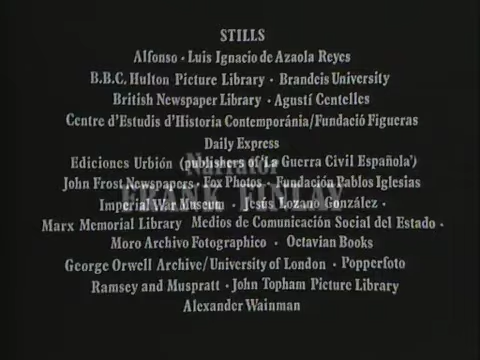 STILLS
Alfonso · Luis Ignacio de Azaola Reyes
B.B.C. Hulton Picture Library · Brandeis University
British Newspaper Library · Agustí Centelles
Centre d'Estudis d'Historia Contemporánia/Fundació Figueras
Daily Express
Narrator
Ediciones Urbión (publishers of 'La Guerra Civil Española')
John Frost Newspapers · Fox Photos · Fundación Pablos Iglesias
FRANK FINLAY
Imperial War Museum · Jesús Lozano González ·
Marx Memorial Library Medios de Comunicación Social del Estado ·
Moro Archivo Fotographico · Octavian Books
George Orwell Archive/University of London · Popperfoto
Ramsey and Muspratt · John Topham Picture Library
Alexander Wainman